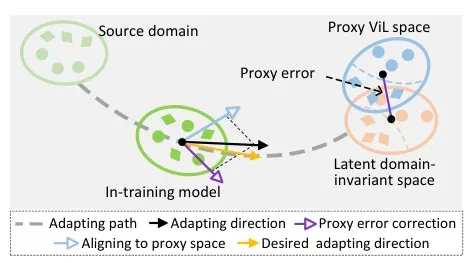 Source domain
Proxy ViL space
Proxy error
In-training model
Latent domain-
invariant space
Adapting path
Adapting direction
Proxy error correction
Aligning to proxy space
Desired adapting direction